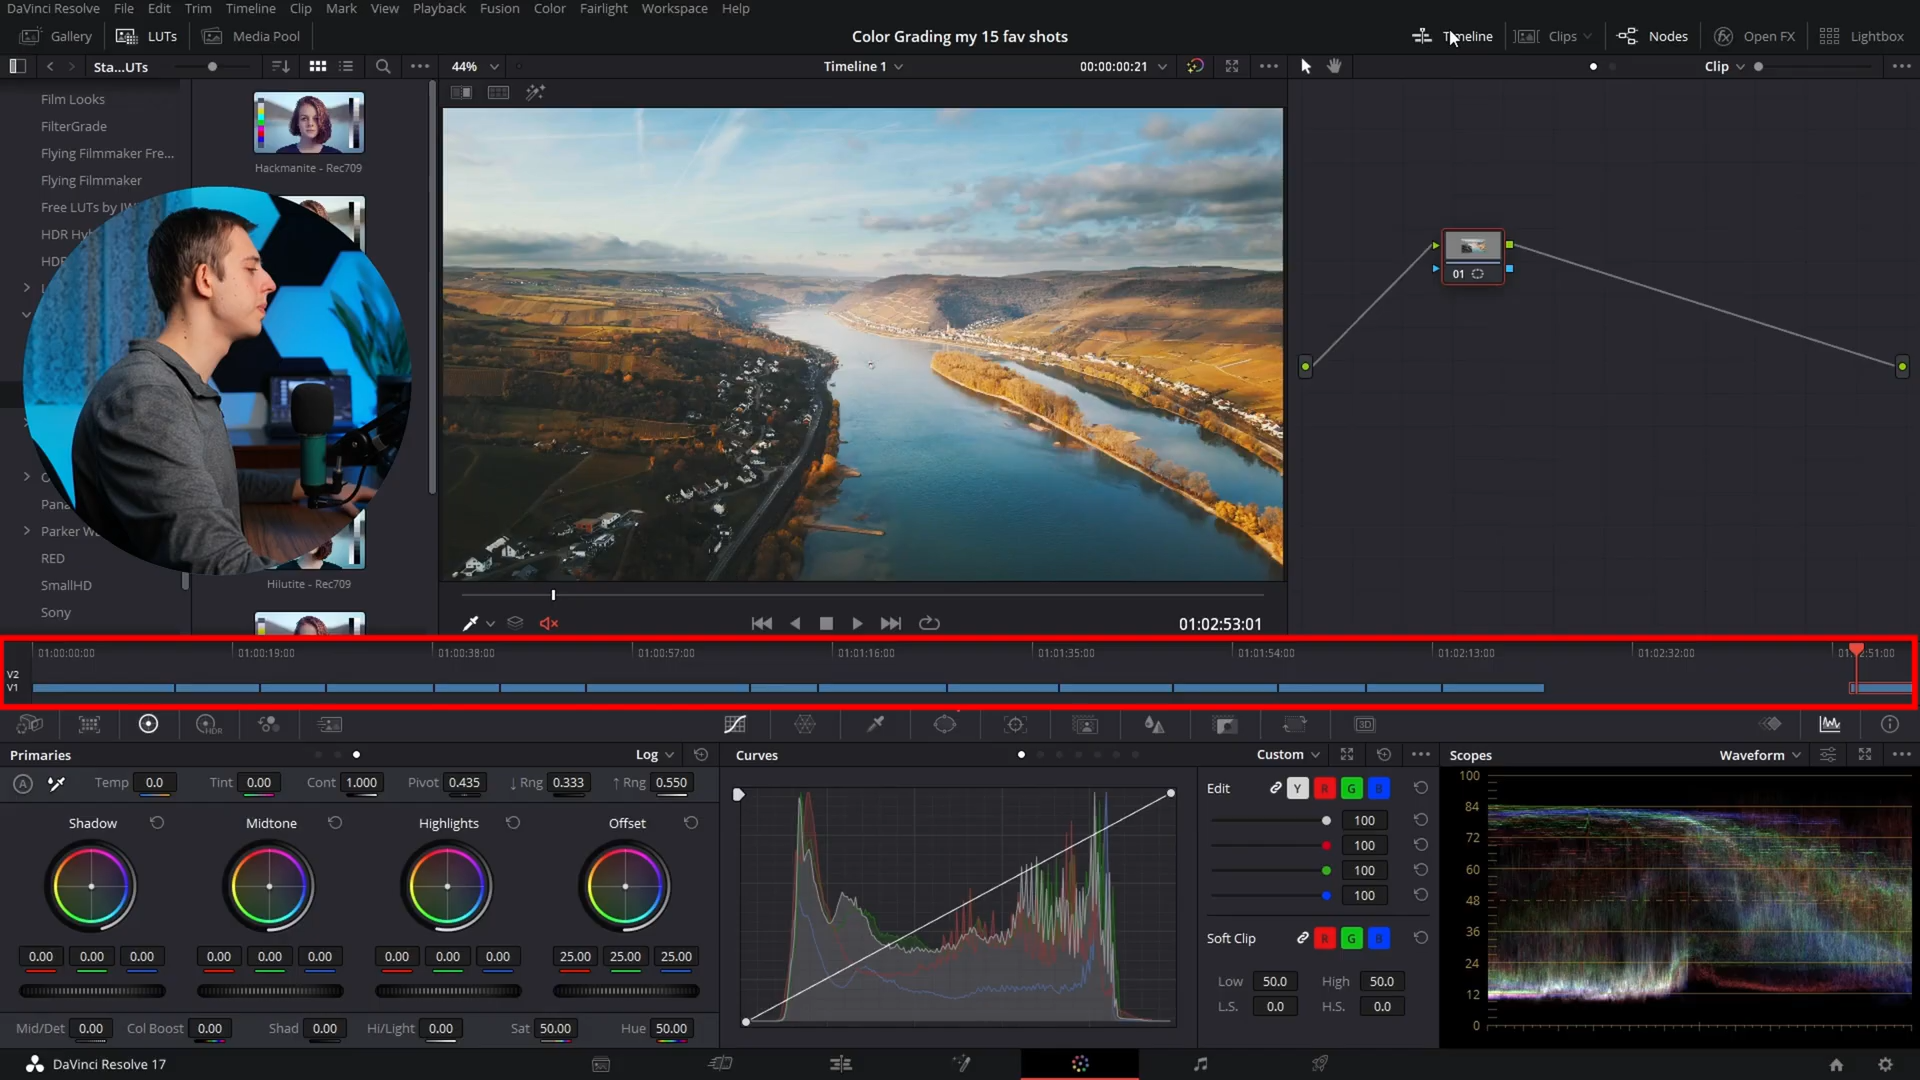 DaVinci Resolve File Edit Trim Timeline Clip Mark View Playback Fusion Color Fairlight Workspace Help
Gallery LUTs Media Pool Color Grading my 15 fav shots Timeline Clips Nodes Open FX Lightbox
Sta...UTs 44% Timeline 1 00:00:00:21 Clip
Film Looks
FilterGrade
Flying Filmmaker Fre...
Hackmanite - Rec709
Flying Filmmaker
Free LUTs by
HDR
HD
01
Pana
Parker W
RED
SmallHD
Hilutite - Rec709
Sony
01:02:53:01
01:00:00:00 01:00:19:00 01:00:38:00 01:00:57:00 01:01:16:00 01:01:35:00 01:01:54:00 01:02:13:00 01:02:32:00 01:02:51:00
V2
V1
HDR 3D
Primaries Log Curves Custom Scopes Waveform
A Temp 0.0 Tint 0.00 Cont 1.000 Pivot 0.435 ↓ Rng 0.333 ↑ Rng 0.550
Edit Y R G B
Shadow Midtone Highlights Offset
100
100
100
100
Soft Clip R G B
0.00 0.00 0.00 0.00 0.00 0.00 0.00 0.00 0.00 25.00 25.00 25.00
Low 50.0 High 50.0
L.S. 0.0 H.S. 0.0
Mid/Det 0.00 Col Boost 0.00 Shad 0.00 Hi/Light 0.00 Sat 50.00 Hue 50.00
100
84
72
60
48
36
24
12
0
DaVinci Resolve 17